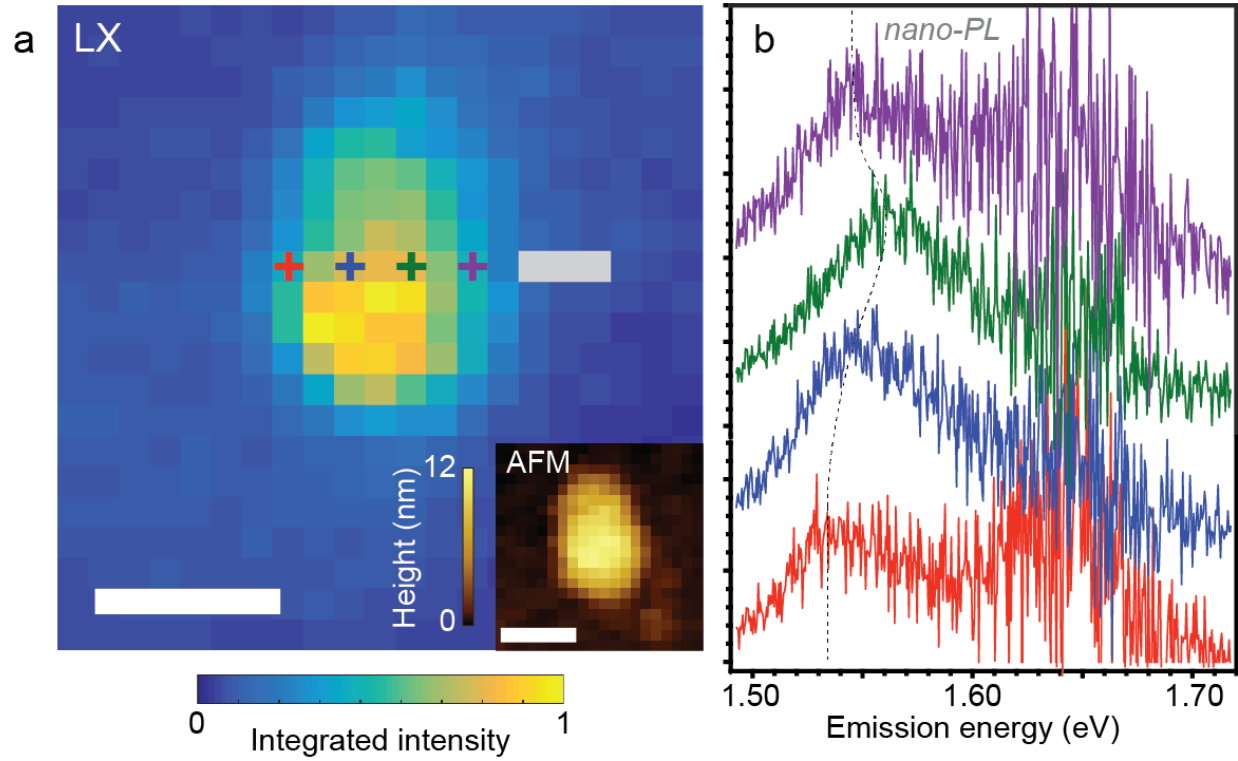 a
LX
AFM
Height (nm)
12
0
0
1
Integrated intensity
b
nano-PL
1.50
1.60
1.70
Emission energy (eV)